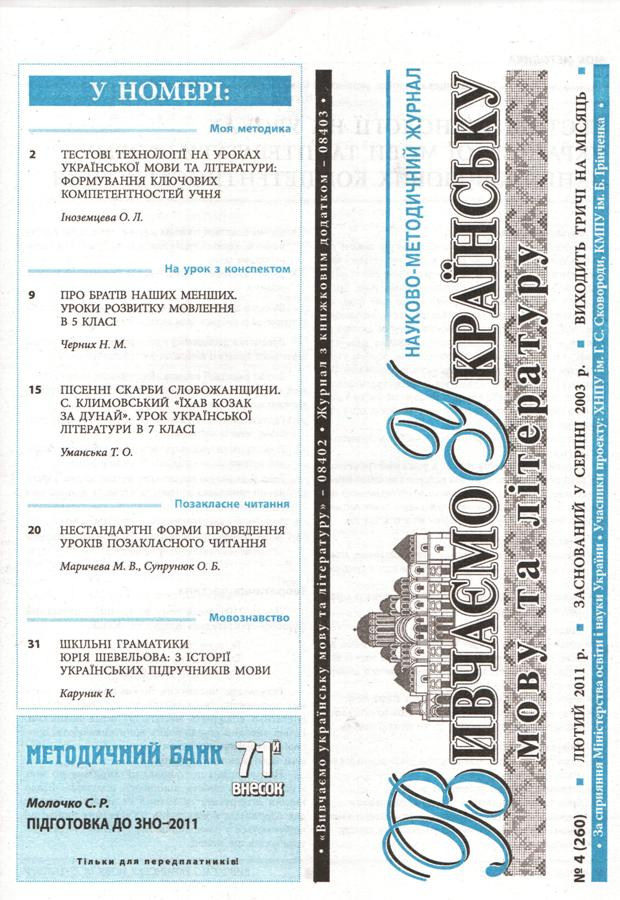 У НОМЕРІ:
Моя методика
2 ТЕСТОВІ ТЕХНОЛОГІЇ НА УРОКАХ
УКРАЇНСЬКОЇ МОВИ ТА ЛІТЕРАТУРИ:
ФОРМУВАННЯ КЛЮЧОВИХ
КОМПЕТЕНТНОСТЕЙ УЧНЯ
Іноземцева О. Л.
На урок з конспектом
9 ПРО БРАТІВ НАШИХ МЕНШИХ.
УРОКИ РОЗВИТКУ МОВЛЕННЯ
В 5 КЛАСІ
Черних Н. М.
15 ПІСЕННІ СКАРБИ СЛОБОЖАНЩИНИ.
С. КЛИМОВСЬКИЙ «ЇХАВ КОЗАК
ЗА ДУНАЙ». УРОК УКРАЇНСЬКОЇ
ЛІТЕРАТУРИ В 7 КЛАСІ
Уманська Т. О.
Позакласне читання
20 НЕСТАНДАРТНІ ФОРМИ ПРОВЕДЕННЯ
УРОКІВ ПОЗАКЛАСНОГО ЧИТАННЯ
Маричева М. В., Супрунюк О. Б.
Мовознавство
31 ШКІЛЬНІ ГРАМАТИКИ
ЮРІЯ ШЕВЕЛЬОВА: З ІСТОРІЇ
УКРАЇНСЬКИХ ПІДРУЧНИКІВ МОВИ
Каруник К.
МЕТОДИЧНИЙ БАНК 71й
ВНЕСОК
Молочко С. Р.
ПІДГОТОВКА ДО ЗНО–2011
Тільки для передплатників!
• «Вивчаємо українську мову та літературу» – 08402 • Журнал з книжковим додатком – 08403 •
НАУКОВО-МЕТОДИЧНИЙ ЖУРНАЛ
ВИВЧАЄМО УКРАЇНСЬКУ
мову та літературу
№ 4 (260) ■ ЛЮТИЙ 2011 р. ■ ЗАСНОВАНИЙ У СЕРПНІ 2003 р. ■ ВИХОДИТЬ ТРИЧІ НА МІСЯЦЬ ■
• За сприяння Міністерства освіти і науки України • Учасники проекту: ХНПУ ім. Г. С. Сковороди, КМПУ ім. Б. Грінченка •